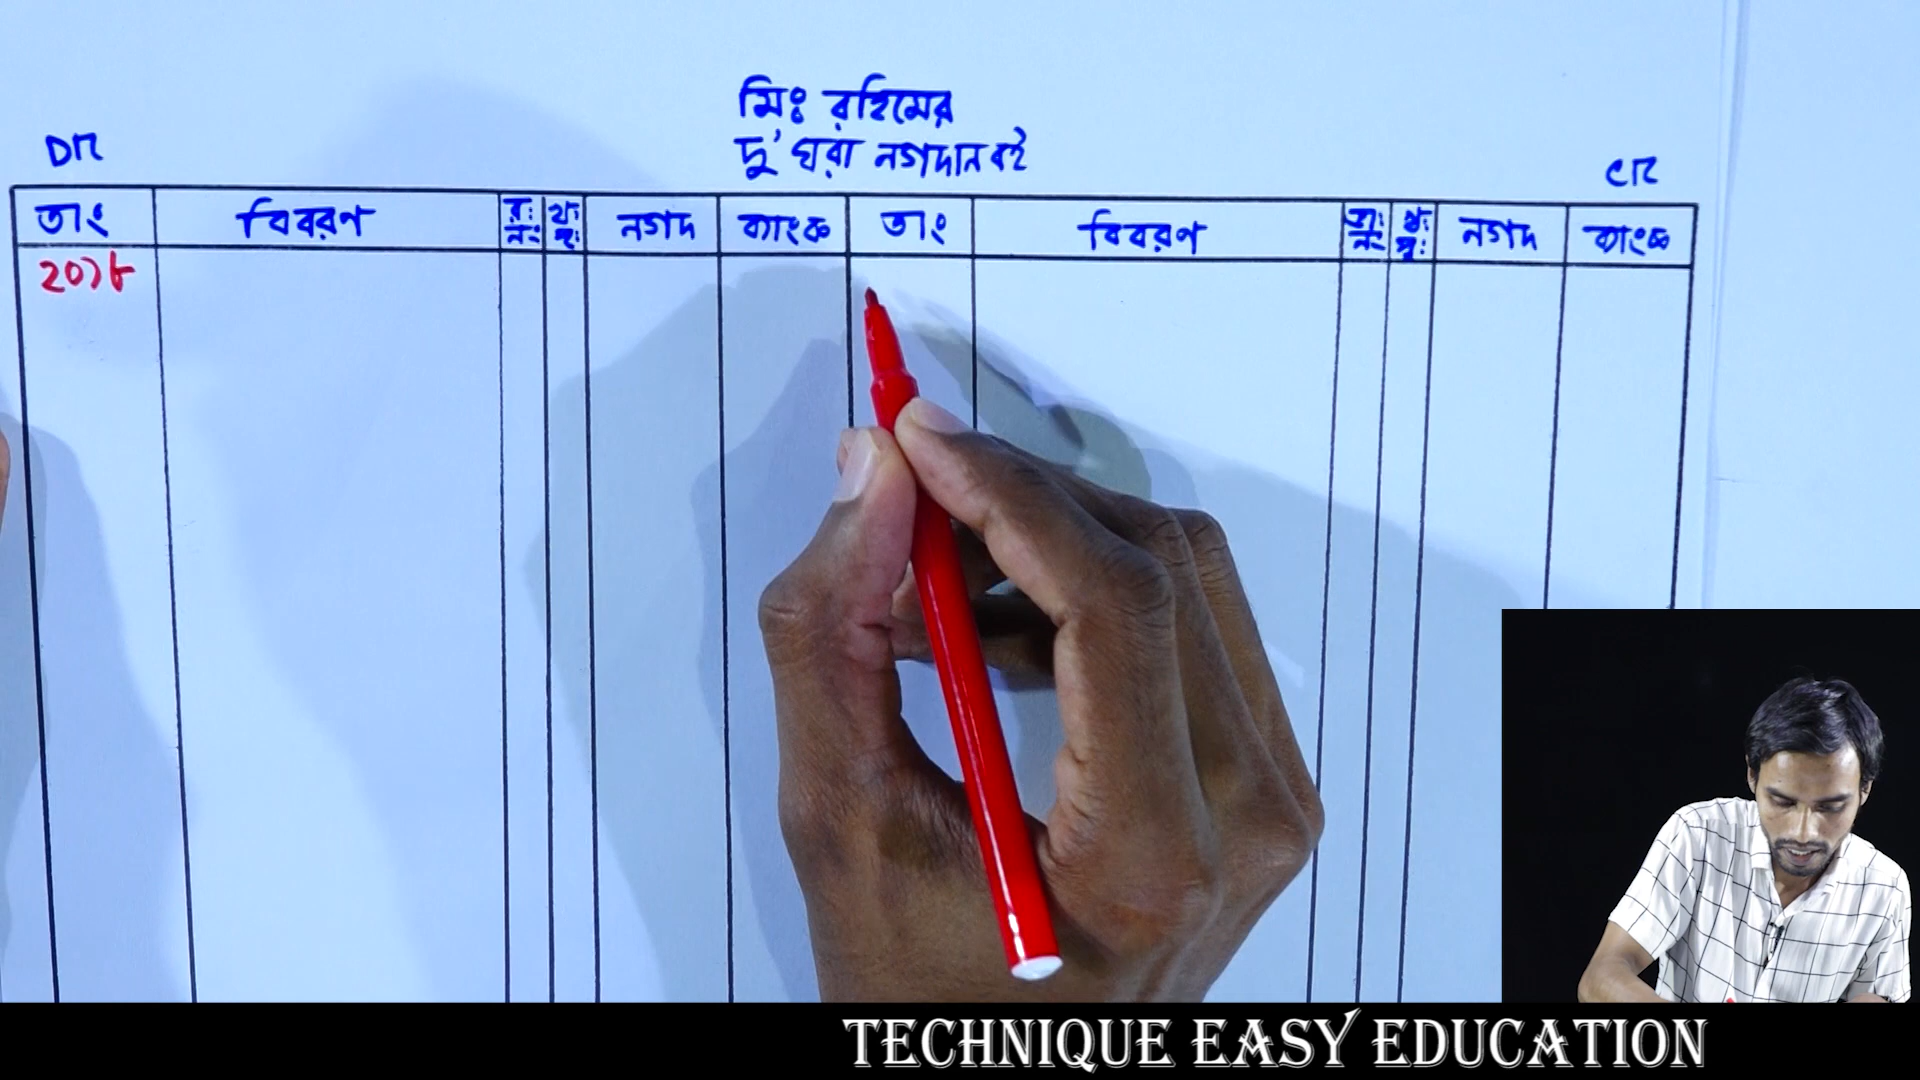 মিঃ রহিমের
দু'ঘরা নগদান বই
DR
CR
তাং বিবরণ র: ন: খ: পৃ: নগদ ব্যাংক তাং বিবরণ ভা: ন: খ: পৃ: নগদ ব্যাংক
২০১৮
TECHNIQUE EASY EDUCATION